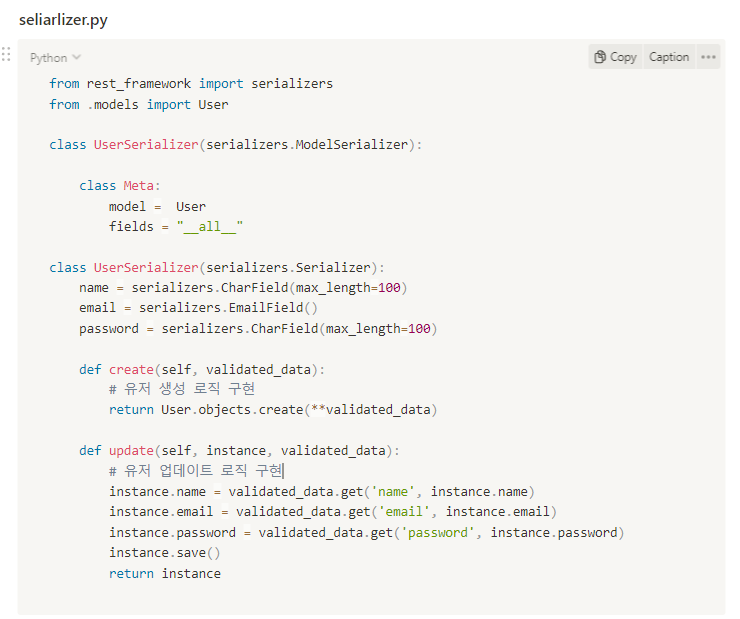 seliarlizer.py
Python
Copy Caption
from rest_framework import serializers
from .models import User
class UserSerializer(serializers.ModelSerializer):
    class Meta:
        model =  User
        fields = "__all__"
class UserSerializer(serializers.Serializer):
    name = serializers.CharField(max_length=100)
    email = serializers.EmailField()
    password = serializers.CharField(max_length=100)
    def create(self, validated_data):
        # 유저 생성 로직 구현
        return User.objects.create(**validated_data)
    def update(self, instance, validated_data):
        # 유저 업데이트 로직 구현
        instance.name = validated_data.get('name', instance.name)
        instance.email = validated_data.get('email', instance.email)
        instance.password = validated_data.get('password', instance.password)
        instance.save()
        return instance